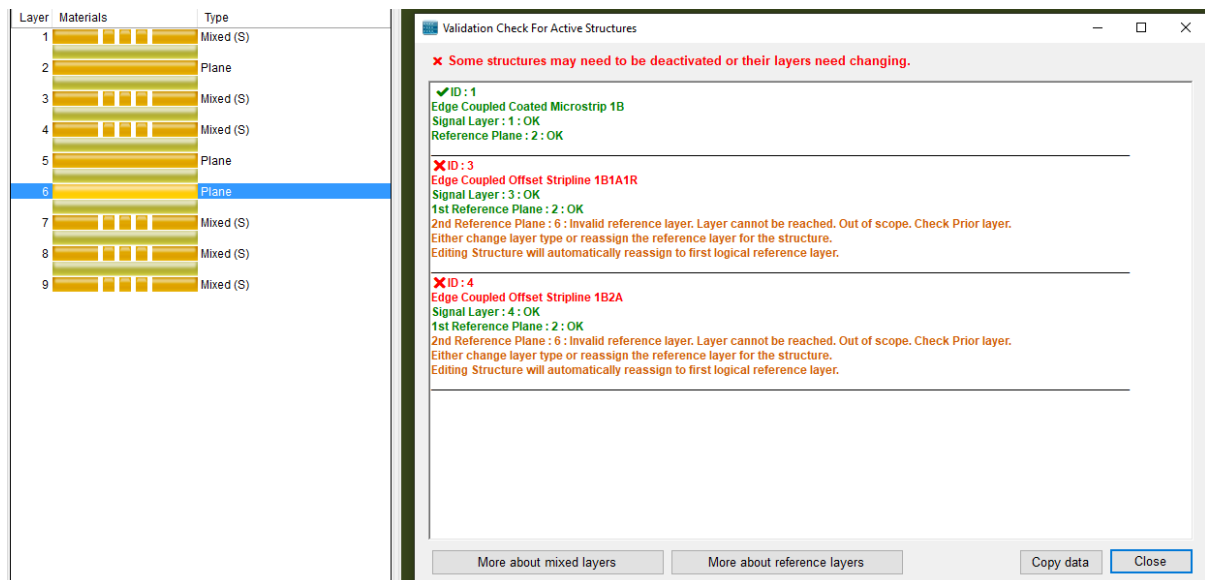 Layer Materials Type
1 Mixed (S)
2 Plane
3 Mixed (S)
4 Mixed (S)
5 Plane
6 Plane
7 Mixed (S)
8 Mixed (S)
9 Mixed (S)
Validation Check For Active Structures
Some structures may need to be deactivated or their layers need changing.
ID : 1
Edge Coupled Coated Microstrip 1B
Signal Layer : 1 : OK
Reference Plane : 2 : OK
ID : 3
Edge Coupled Offset Stripline 1B1A1R
Signal Layer : 3 : OK
1st Reference Plane : 2 : OK
2nd Reference Plane : 6 : Invalid reference layer. Layer cannot be reached. Out of scope. Check Prior layer.
Either change layer type or reassign the reference layer for the structure.
Editing Structure will automatically reassign to first logical reference layer.
ID : 4
Edge Coupled Offset Stripline 1B2A
Signal Layer : 4 : OK
1st Reference Plane : 2 : OK
2nd Reference Plane : 6 : Invalid reference layer. Layer cannot be reached. Out of scope. Check Prior layer.
Either change layer type or reassign the reference layer for the structure.
Editing Structure will automatically reassign to first logical reference layer.
More about mixed layers More about reference layers Copy data Close